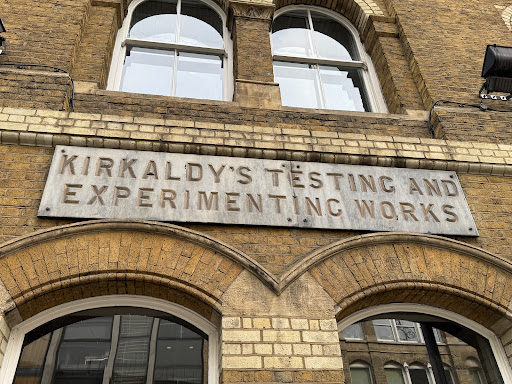 KIRKALDY'S TESTING AND
EXPERIMENTING WORKS